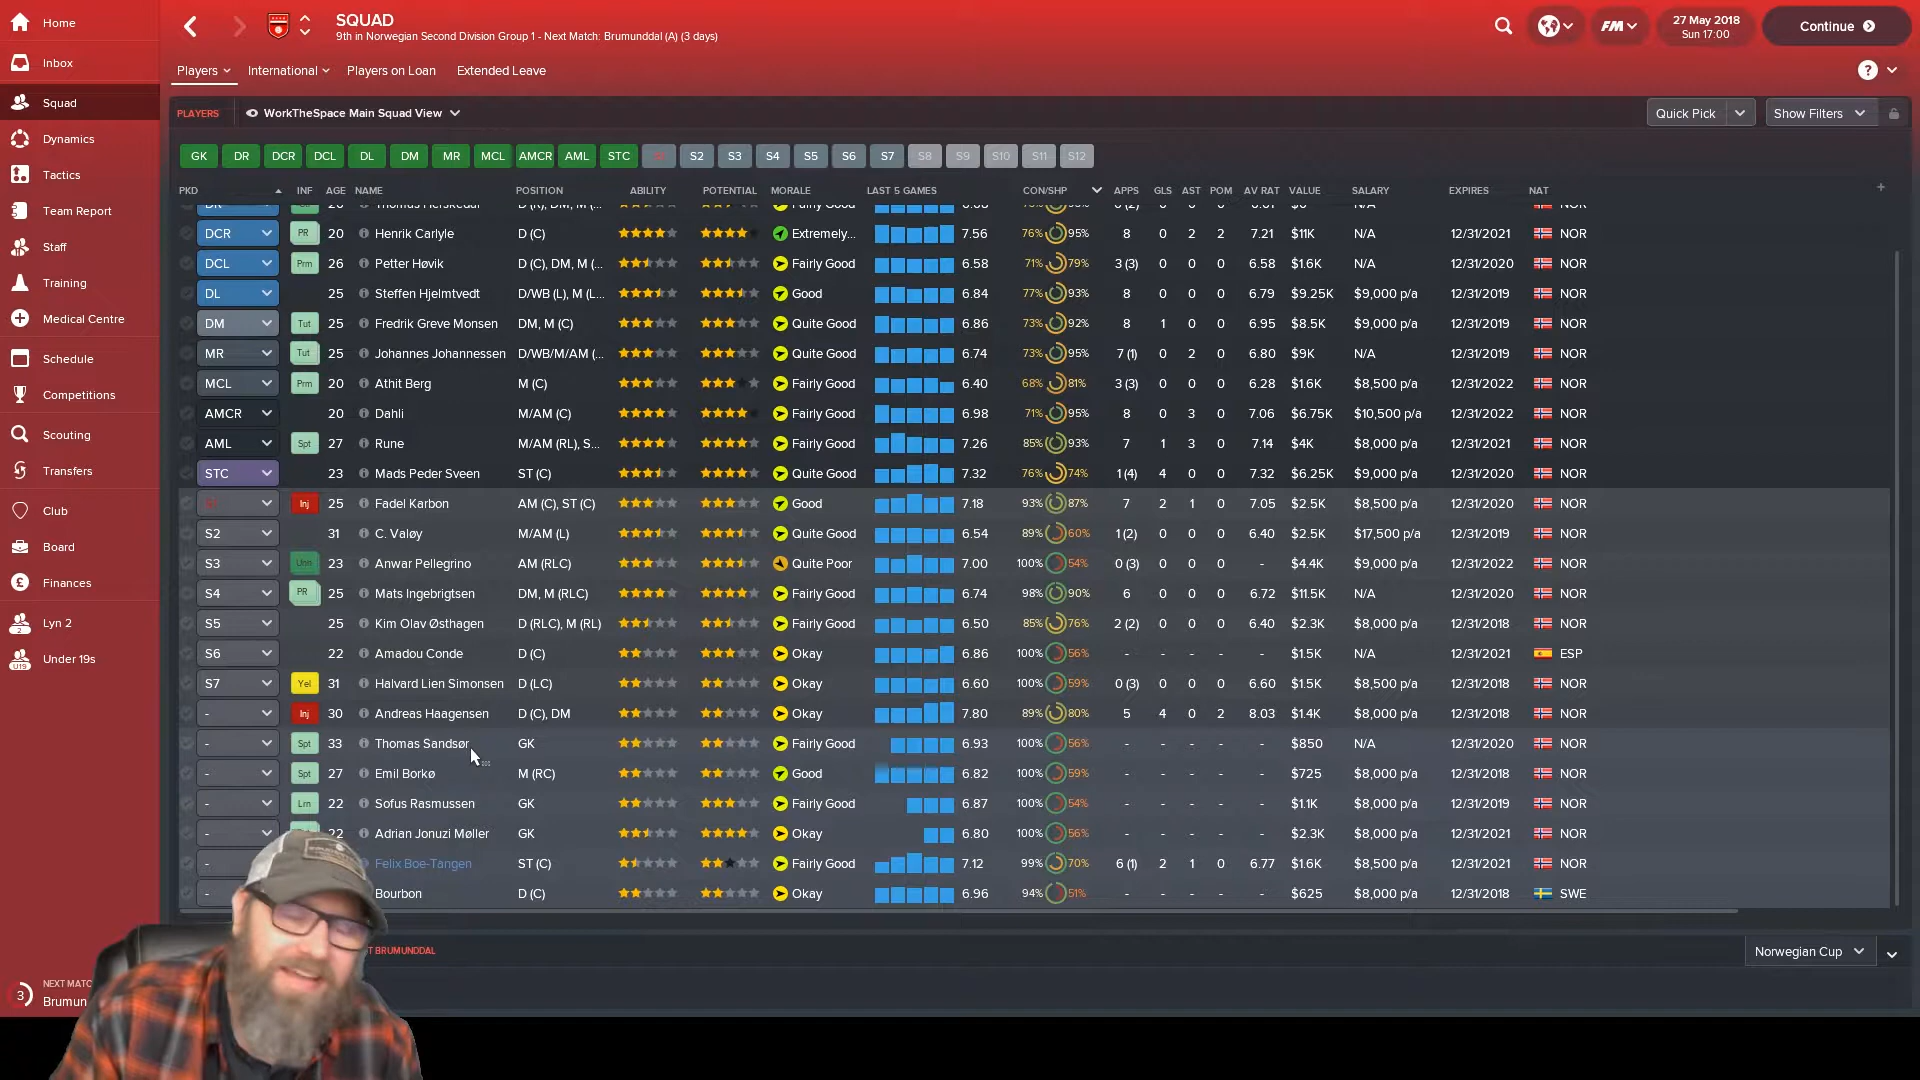 Home
Inbox
Squad
Dynamics
Tactics
Team Report
Staff
Training
Medical Centre
Schedule
Competitions
Scouting
Transfers
Club
Board
Finances
2 Lyn 2
U19 Under 19s
3 NEXT MATC
Brumun
SQUAD
9th in Norwegian Second Division Group 1 - Next Match: Brumunddal (A) (3 days)
FM
27 May 2018
Sun 17:00
Continue
Players International Players on Loan Extended Leave
?
PLAYERS WorkTheSpace Main Squad View Quick Pick Show Filters
GK DR DCR DCL DL DM MR MCL AMCR AML STC S2 S3 S4 S5 S6 S7 S8 S9 S10 S11 S12
PKD INF AGE NAME POSITION ABILITY POTENTIAL MORALE LAST 5 GAMES CON/SHP APPS GLS AST POM AV RAT VALUE SALARY EXPIRES NAT +
DCR PR 20 Henrik Carlyle D (C) Extremely... 7.56 76% 95% 8 0 2 2 7.21 $11K N/A 12/31/2021 NOR
DCL Prm 26 Petter Høvik D (C), DM, M (... Fairly Good 6.58 71% 79% 3 (3) 0 0 0 6.58 $1.6K N/A 12/31/2020 NOR
DL 25 Steffen Hjelmtvedt D/WB (L), M (L... Good 6.84 77% 93% 8 0 0 0 6.79 $9.25K $9,000 p/a 12/31/2019 NOR
DM Tut 25 Fredrik Greve Monsen DM, M (C) Quite Good 6.86 73% 92% 8 1 0 0 6.95 $8.5K $9,000 p/a 12/31/2019 NOR
MR Tut 25 Johannes Johannessen D/WB/M/AM (... Quite Good 6.74 73% 95% 7 (1) 0 2 0 6.80 $9K N/A 12/31/2019 NOR
MCL Prm 20 Athit Berg M (C) Fairly Good 6.40 68% 81% 3 (3) 0 0 0 6.28 $1.6K $8,500 p/a 12/31/2022 NOR
AMCR 20 Dahli M/AM (C) Fairly Good 6.98 71% 95% 8 0 3 0 7.06 $6.75K $10,500 p/a 12/31/2022 NOR
AML Spt 27 Rune M/AM (RL), S... Fairly Good 7.26 85% 93% 7 1 3 0 7.14 $4K $8,000 p/a 12/31/2021 NOR
STC 23 Mads Peder Sveen ST (C) Quite Good 7.32 76% 74% 1 (4) 4 0 0 7.32 $6.25K $9,000 p/a 12/31/2020 NOR
Inj 25 Fadel Karbon AM (C), ST (C) Good 7.18 93% 87% 7 2 1 0 7.05 $2.5K $8,500 p/a 12/31/2020 NOR
S2 31 C. Valøy M/AM (L) Quite Good 6.54 89% 60% 1 (2) 0 0 0 6.40 $2.5K $17,500 p/a 12/31/2019 NOR
S3 Unh 23 Anwar Pellegrino AM (RLC) Quite Poor 7.00 100% 54% 0 (3) 0 0 0 - $4.4K $9,000 p/a 12/31/2022 NOR
S4 PR 25 Mats Ingebrigtsen DM, M (RLC) Fairly Good 6.74 98% 90% 6 0 0 0 6.72 $11.5K N/A 12/31/2020 NOR
S5 25 Kim Olav Østhagen D (RLC), M (RL) Fairly Good 6.50 85% 76% 2 (2) 0 0 0 6.40 $2.3K $8,000 p/a 12/31/2018 NOR
S6 22 Amadou Conde D (C) Okay 6.86 100% 56% - - - - - $1.5K N/A 12/31/2021 ESP
S7 Yel 31 Halvard Lien Simonsen D (LC) Okay 6.60 100% 59% 0 (3) 0 0 0 6.60 $1.5K $8,500 p/a 12/31/2018 NOR
- Inj 30 Andreas Haagensen D (C), DM Okay 7.80 89% 80% 5 4 0 2 8.03 $1.4K $8,000 p/a 12/31/2018 NOR
- Spt 33 Thomas Sandsør GK Fairly Good 6.93 100% 56% - - - - - $850 N/A 12/31/2020 NOR
- Spt 27 Emil Borkø M (RC) Good 6.82 100% 59% - - - - - $725 $8,000 p/a 12/31/2018 NOR
- Lrn 22 Sofus Rasmussen GK Fairly Good 6.87 100% 54% - - - - - $1.1K $8,000 p/a 12/31/2019 NOR
- 22 Adrian Jonuzi Møller GK Okay 6.80 100% 56% - - - - - $2.3K $8,000 p/a 12/31/2021 NOR
- Felix Boe-Tangen ST (C) Fairly Good 7.12 99% 70% 6 (1) 2 1 0 6.77 $1.6K $8,500 p/a 12/31/2021 NOR
- Bourbon D (C) Okay 6.96 94% 51% - - - - - $625 $8,000 p/a 12/31/2018 SWE
T BRUMUNDDAL Norwegian Cup